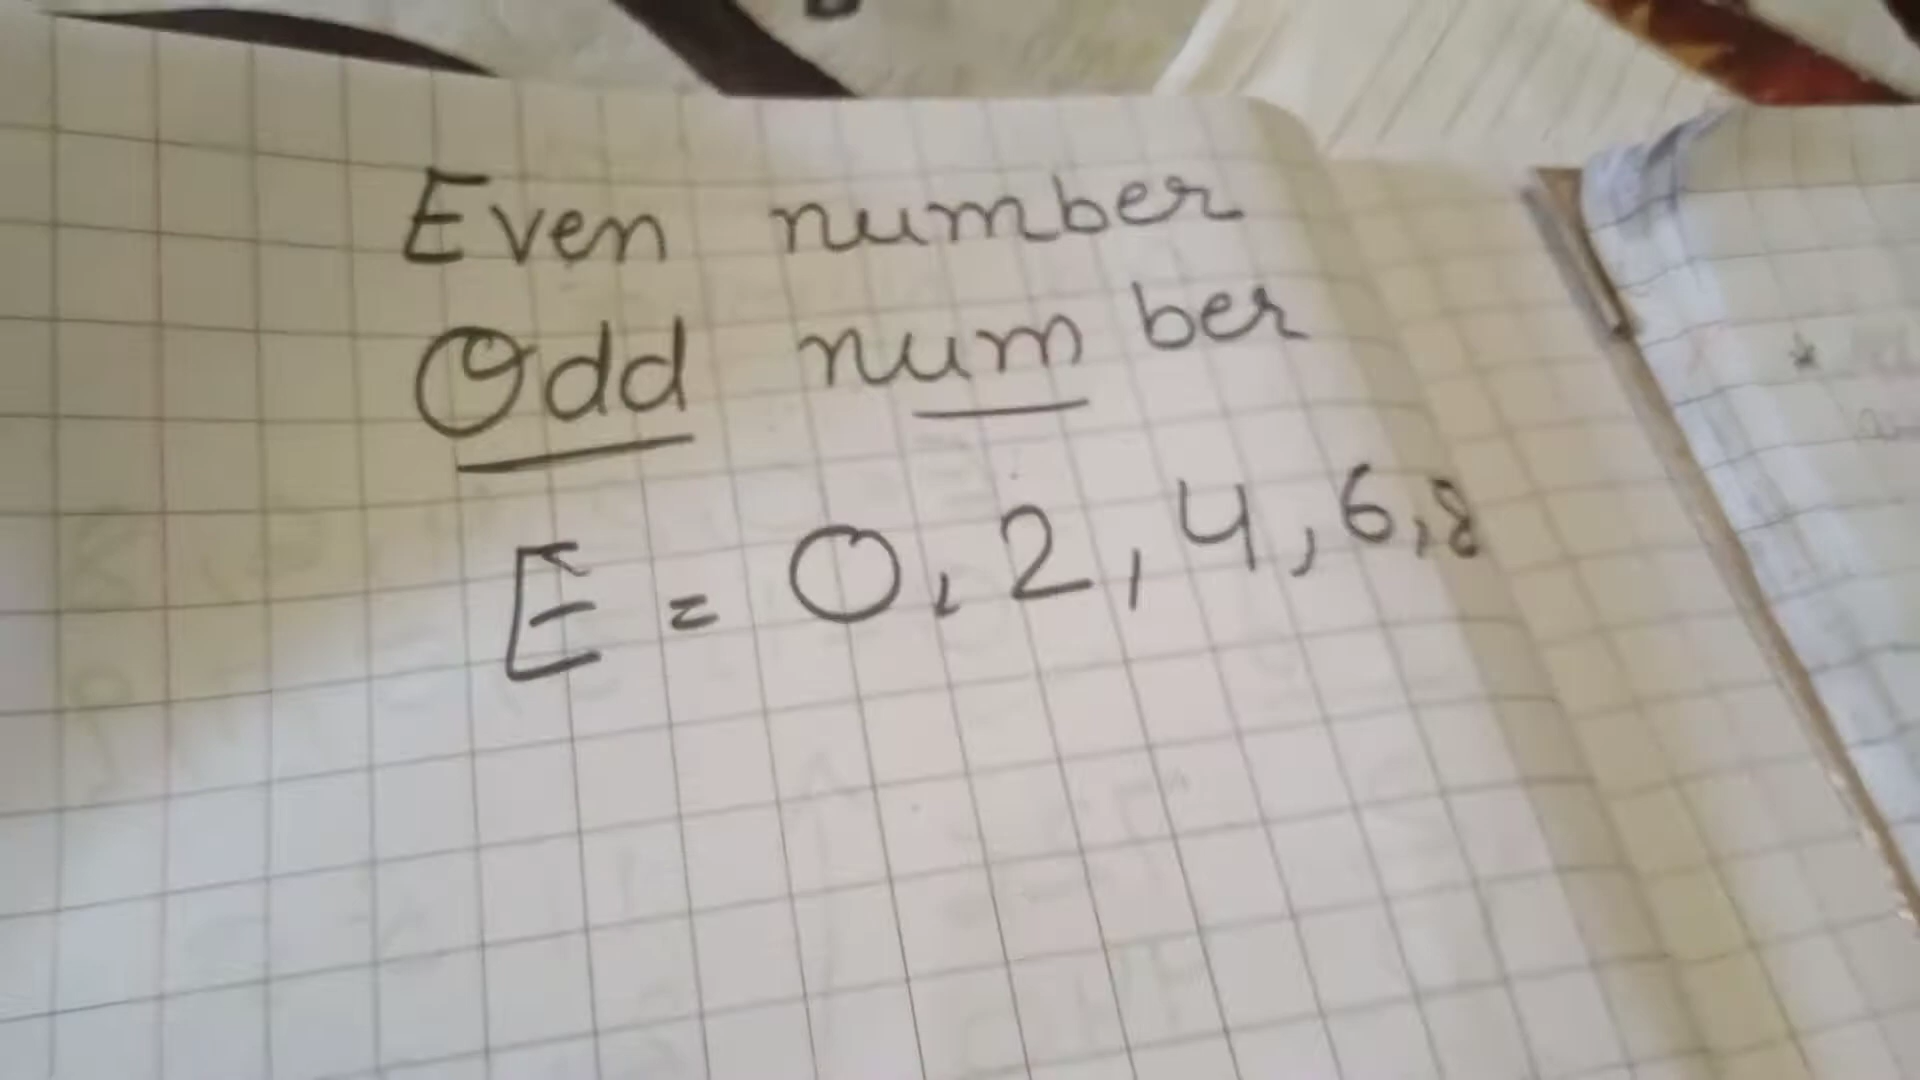 Even number
Odd number
E = 0, 2, 4, 6, 8